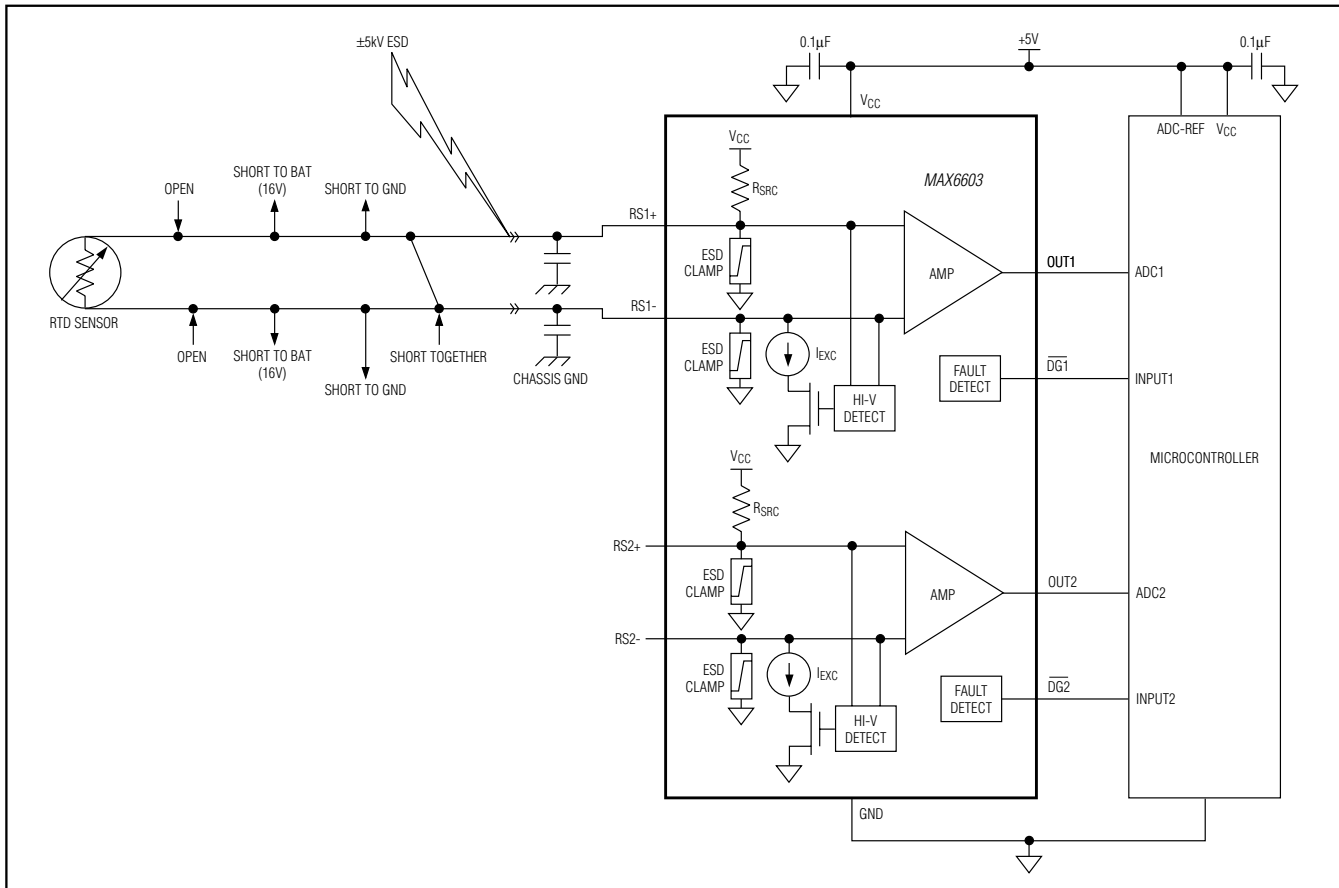 ±5kV ESD
0.1µF
+5V
0.1µF
VCC
ADC-REF
VCC
OPEN
SHORT TO BAT
(16V)
SHORT TO GND
RTD SENSOR
OPEN
SHORT TO BAT
(16V)
SHORT TO GND
SHORT TOGETHER
CHASSIS GND
RS1+
RS1-
VCC
RSRC
MAX6603
ESD
CLAMP
ESD
CLAMP
IEXC
HI-V
DETECT
AMP
OUT1
ADC1
FAULT
DETECT
DG1
INPUT1
MICROCONTROLLER
VCC
RSRC
RS2+
ESD
CLAMP
RS2-
ESD
CLAMP
IEXC
HI-V
DETECT
AMP
OUT2
ADC2
FAULT
DETECT
DG2
INPUT2
GND